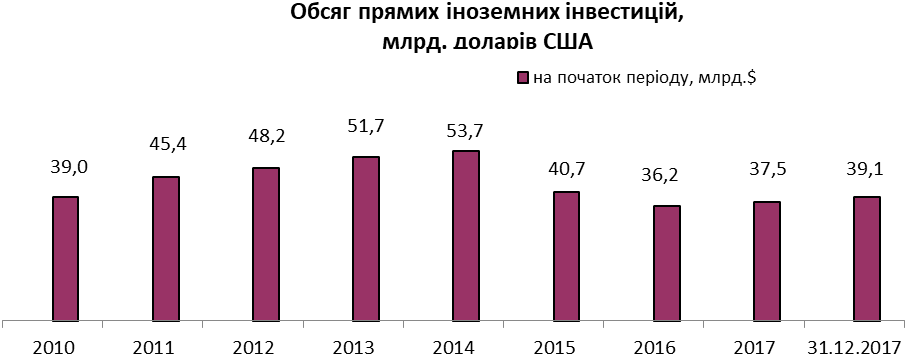 Обсяг прямих іноземних інвестицій,
млрд. доларів США
на початок періоду, млрд.$
39,0 45,4 48,2 51,7 53,7 40,7 36,2 37,5 39,1
2010 2011 2012 2013 2014 2015 2016 2017 31.12.2017